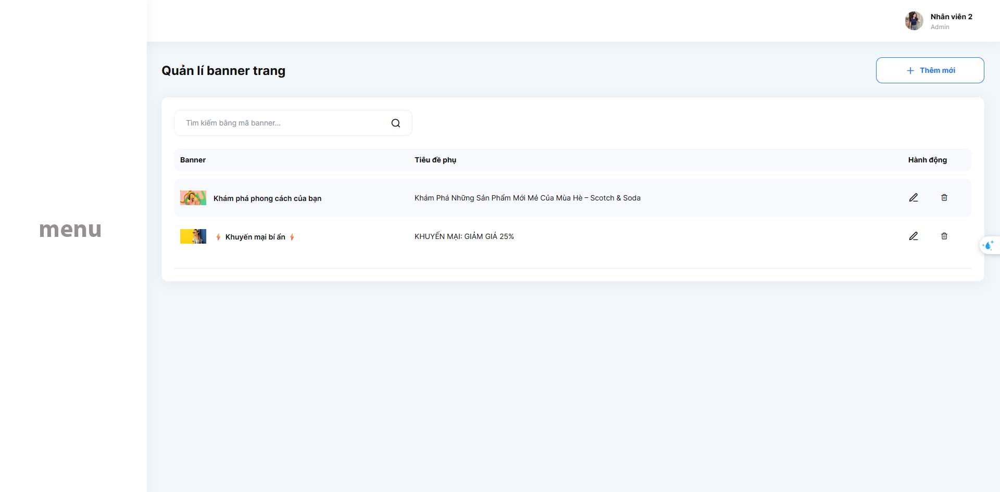 Nhân viên 2
Admin
Quản lí banner trang
Thêm mới
Tìm kiếm bằng mã banner...
Banner Tiêu đề phụ Hành động
Khám phá phong cách của bạn Khám Phá Những Sản Phẩm Mới Mẻ Của Mùa Hè – Scotch & Soda
menu
⚡ Khuyến mại bí ẩn ⚡ KHUYẾN MẠI: GIẢM GIÁ 25%